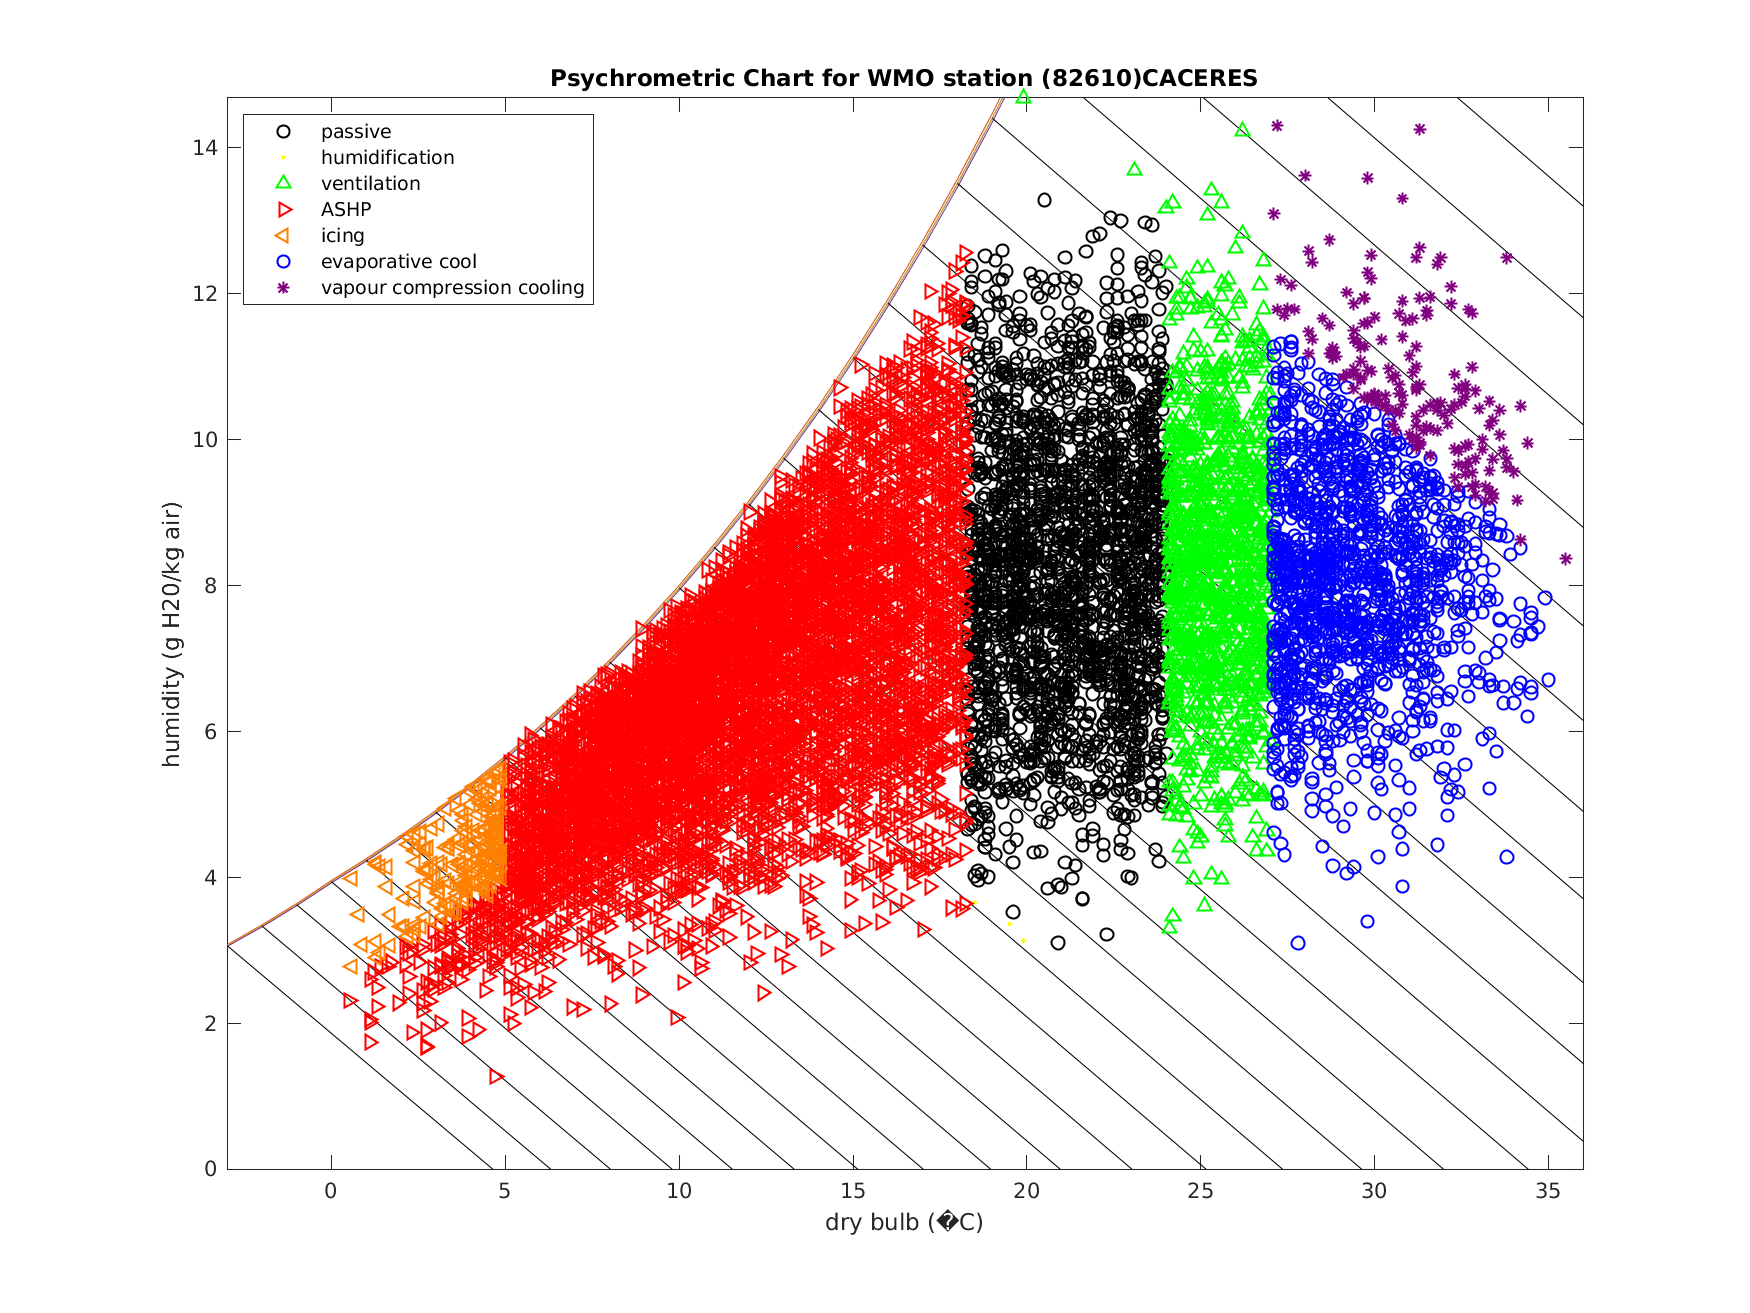 Psychrometric Chart for WMO station (82610)CACERES
passive
humidification
ventilation
ASHP
icing
evaporative cool
vapour compression cooling
humidity (g H20/kg air)
14
12
10
8
6
4
2
0
0 5 10 15 20 25 30 35
dry bulb (�C)